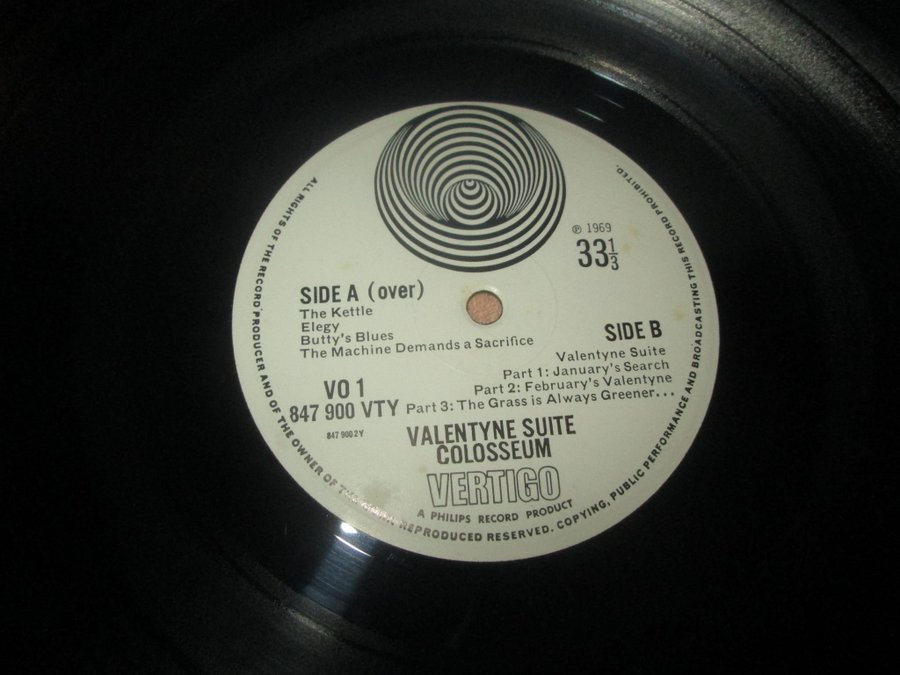 ℗ 1969
33⅓
SIDE A (over)
The Kettle
Elegy
Butty's Blues
The Machine Demands a Sacrifice
SIDE B
Valentyne Suite
Part 1: January's Search
Part 2: February's Valentyne
Part 3: The Grass is Always Greener...
VO 1
847 900 VTY
847 900 2Y
VALENTYNE SUITE
COLOSSEUM
VERTIGO
A PHILIPS RECORD PRODUCT
ALL RIGHTS OF THE RECORD PRODUCER AND OF THE OWNER OF THE REPRODUCED RESERVED. COPYING, PUBLIC PERFORMANCE AND BROADCASTING THIS RECORD PROHIBITED.